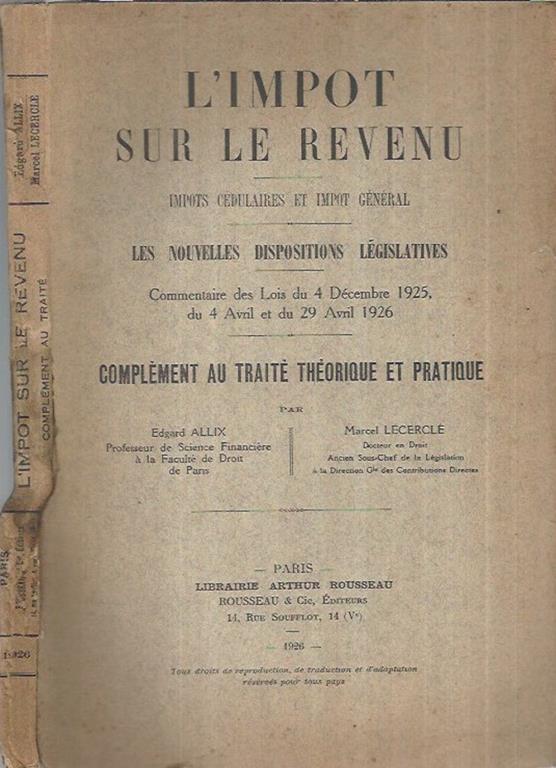 L'IMPOT
SUR LE REVENU
IMPOTS CÉDULAIRES ET IMPOT GÉNÉRAL
LES NOUVELLES DISPOSITIONS LÉGISLATIVES
Commentaire des Lois du 4 Décembre 1925,
du 4 Avril et du 29 Avril 1926
COMPLÉMENT AU TRAITÉ THÉORIQUE ET PRATIQUE
PAR
Edgard ALLIX
Professeur de Science Financière
à la Faculté de Droit
de Paris
Marcel LECERCLÉ
Docteur en Droit
Ancien Sous-Chef de la Législation
à la Direction Gle des Contributions Directes
— PARIS —
LIBRAIRIE ARTHUR ROUSSEAU
ROUSSEAU & Cie, ÉDITEURS
14, RUE SOUFFLOT, 14 (Ve)
— 1926 —
Tous droits de reproduction, de traduction et d'adaptation
réservés pour tous pays
Edgard ALLIX
Marcel LECERCLE
L'IMPOT SUR LE REVENU
COMPLÉMENT AU TRAITÉ
PARIS
1926